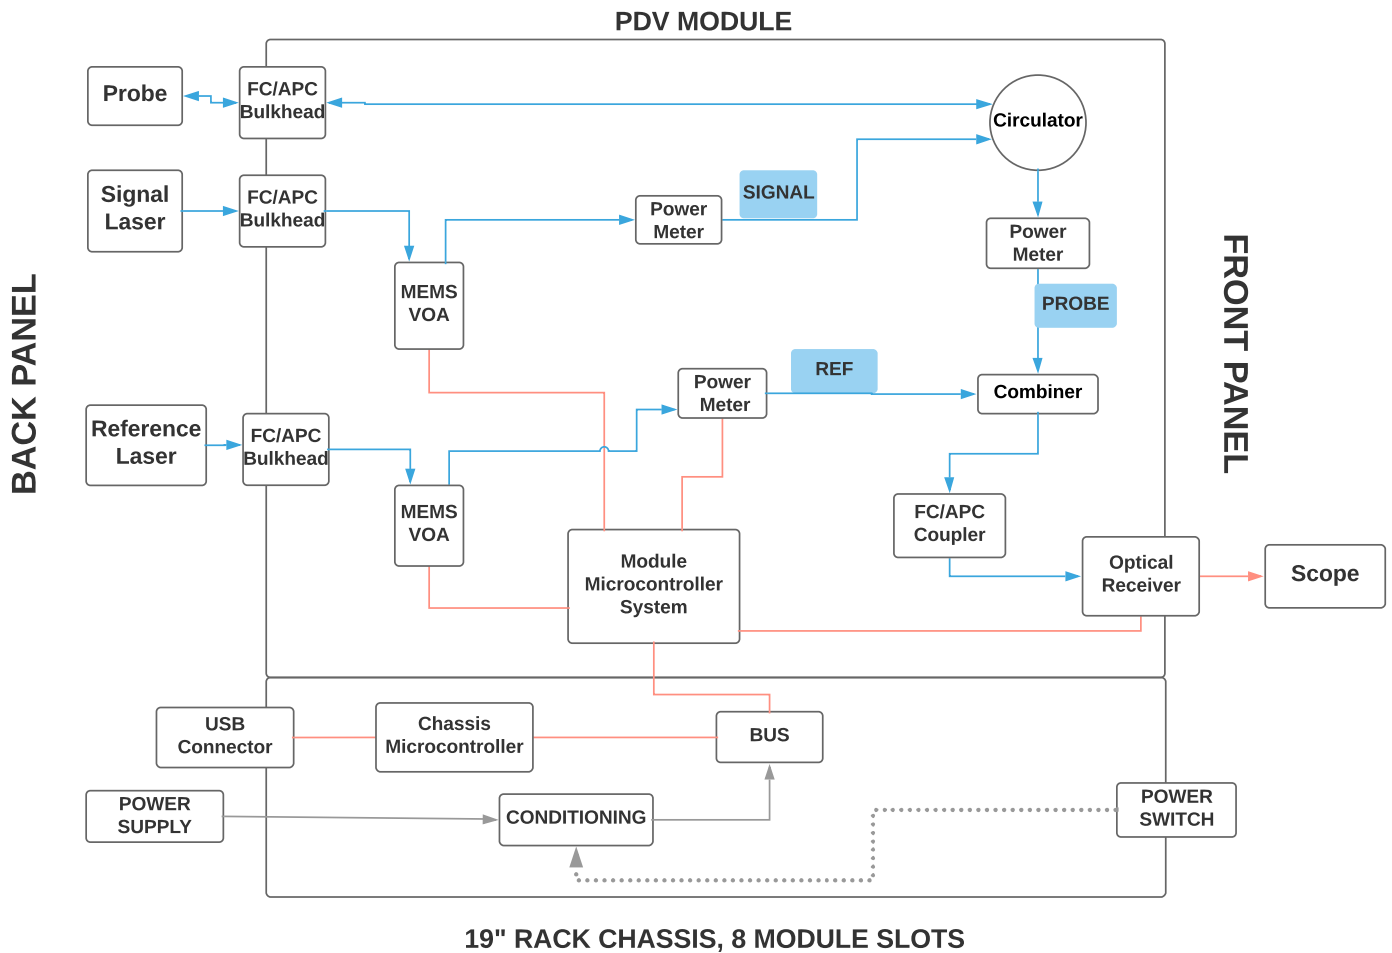 PDV MODULE
Probe
FC/APC
Bulkhead
Circulator
Signal
Laser
FC/APC
Bulkhead
SIGNAL
Power
Meter
Power
Meter
MEMS
VOA
PROBE
BACK PANEL
FRONT PANEL
REF
Power
Meter
Combiner
Reference
Laser
FC/APC
Bulkhead
MEMS
VOA
FC/APC
Coupler
Module
Microcontroller
System
Optical
Receiver
Scope
USB
Connector
Chassis
Microcontroller
BUS
POWER
SUPPLY
CONDITIONING
POWER
SWITCH
19" RACK CHASSIS, 8 MODULE SLOTS